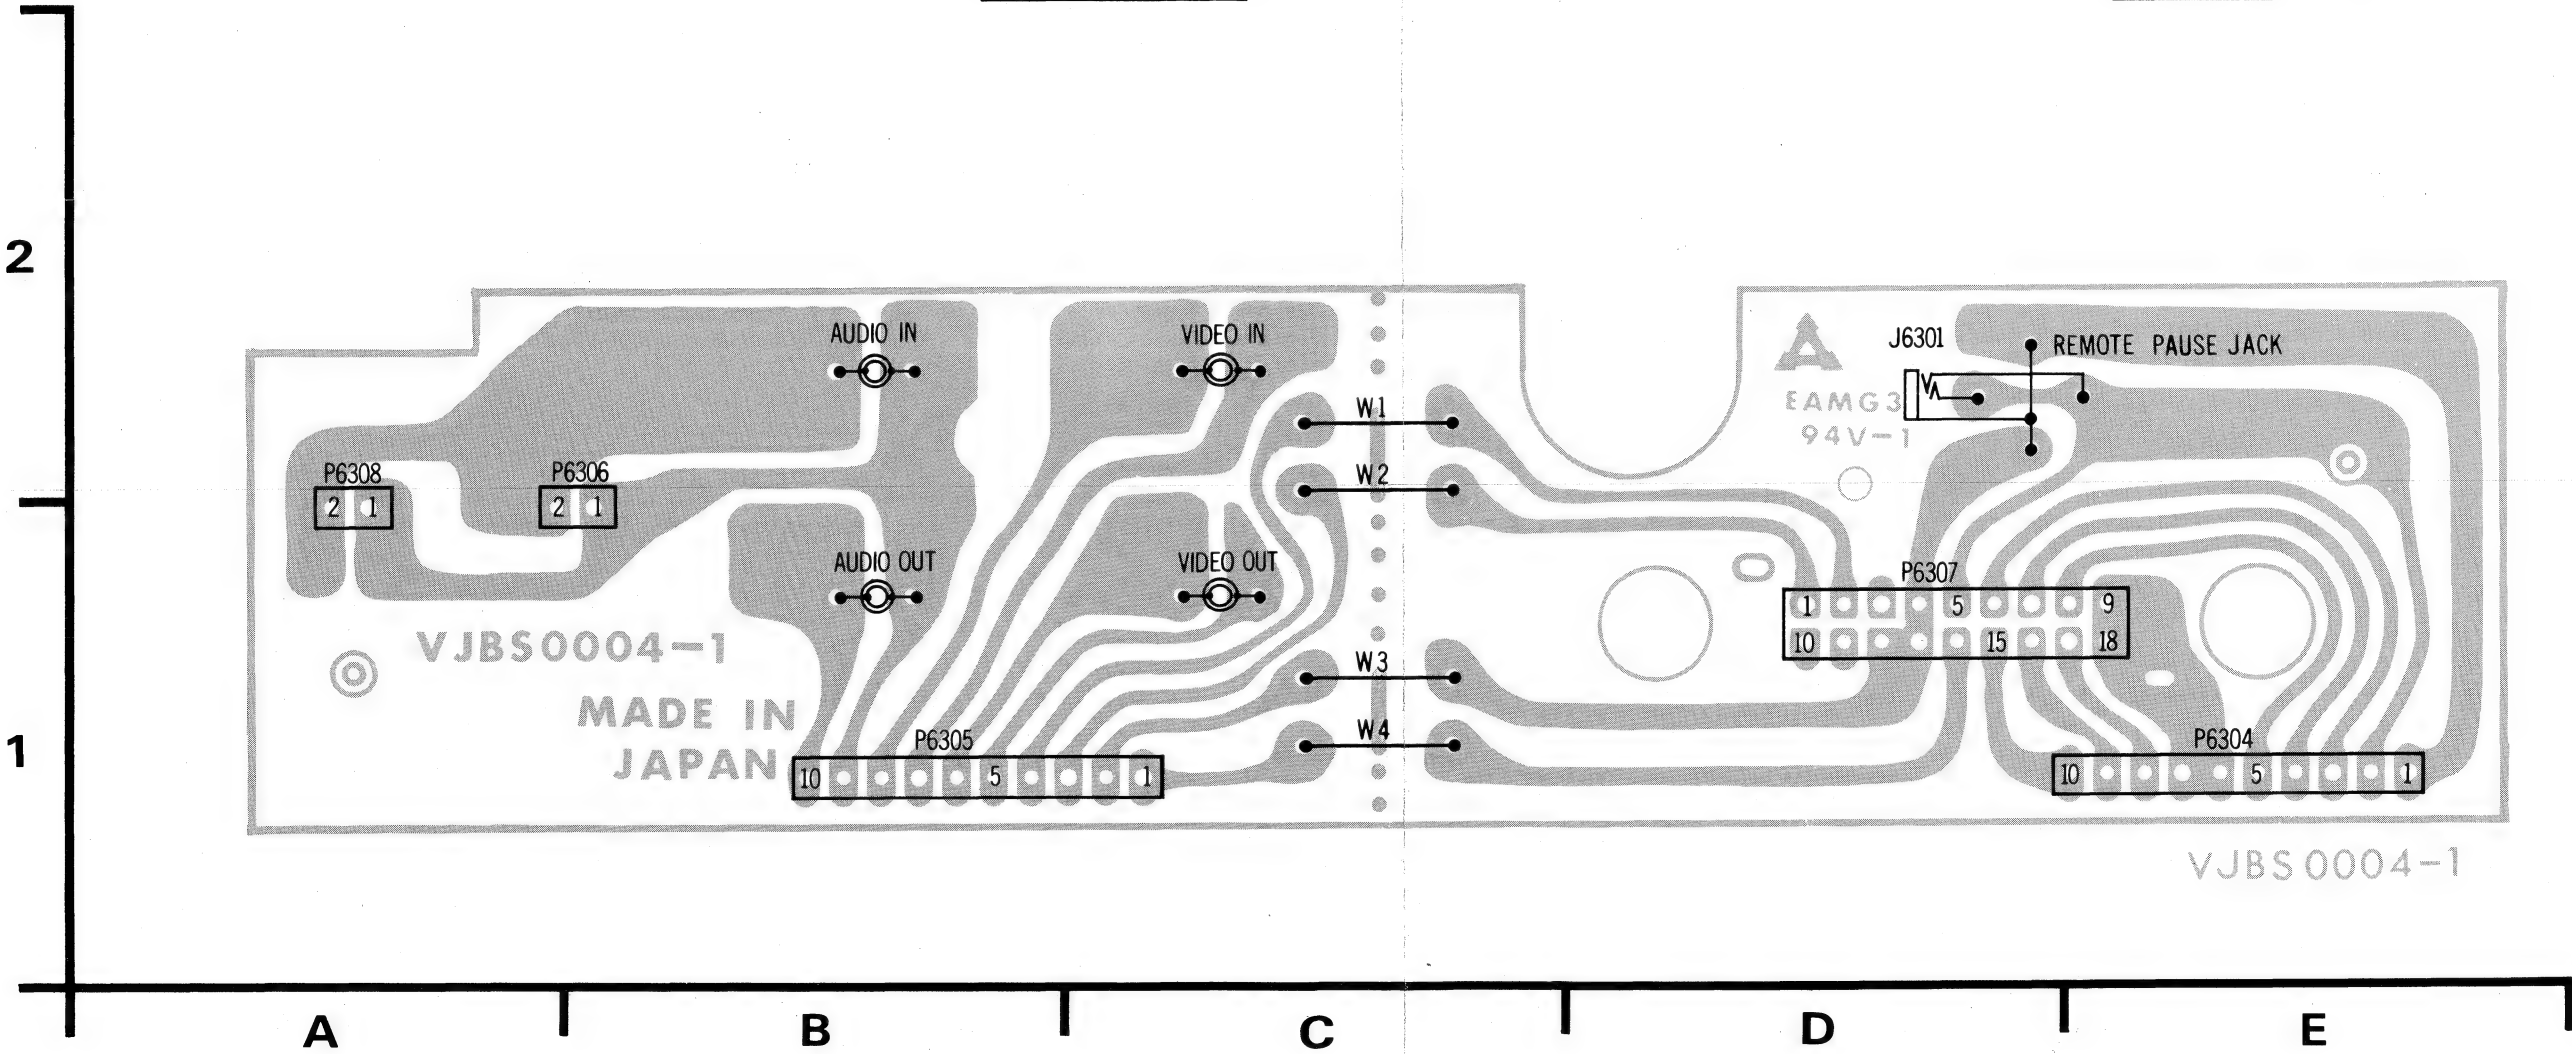 2
AUDIO IN
VIDEO IN
J6301
REMOTE PAUSE JACK
EAMG3
94V-1
W1
P6308
P6306
W2
2 1
2 1
AUDIO OUT
VIDEO OUT
P6307
1 5 9
10 15 18
VJBS0004-1
W3
MADE IN
JAPAN
1
P6305
W4
P6304
10 5 1
10 5 1
VJBS0004-1
A B C D E